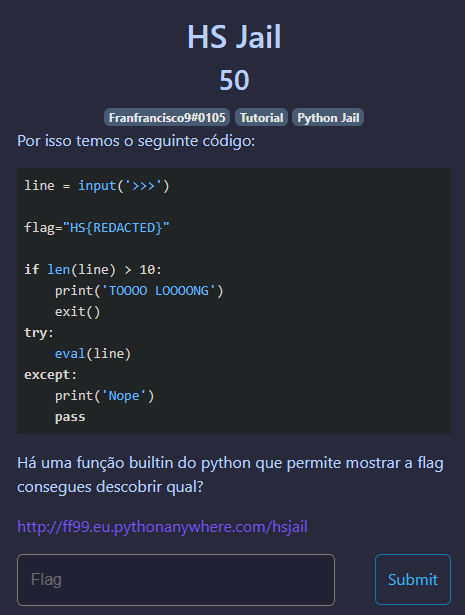 HS Jail
50
Franfrancisco9#0105 Tutorial Python Jail
Por isso temos o seguinte código:
line = input('>>>')
flag="HS{REDACTED}"
if len(line) > 10:
    print('TOOOO LOOOONG')
    exit()
try:
    eval(line)
except:
    print('Nope')
    pass
Há uma função builtin do python que permite mostrar a flag
consegues descobrir qual?
http://ff99.eu.pythonanywhere.com/hsjail
Flag Submit